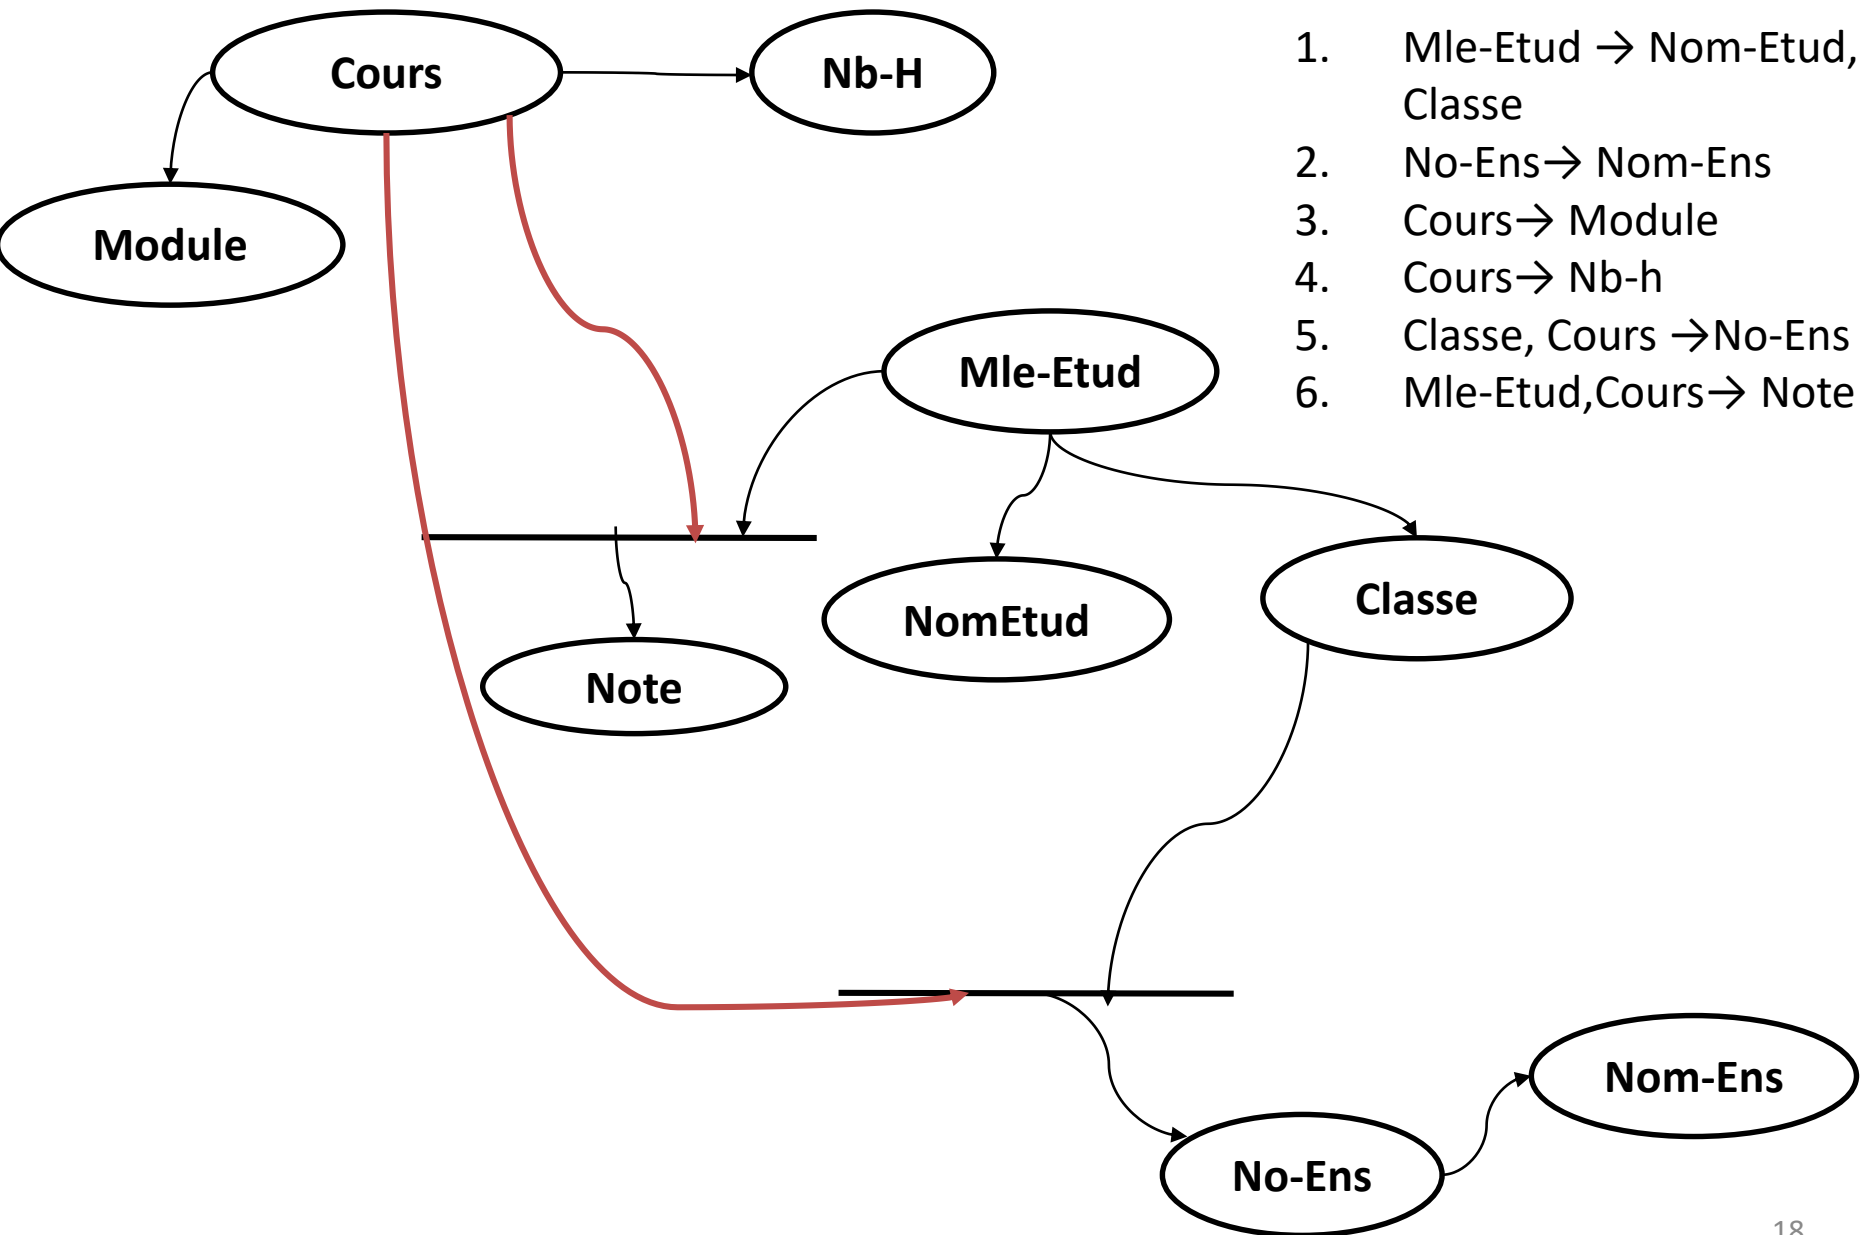 Cours
Nb-H
Module
Mle-Etud
NomEtud
Classe
Note
Nom-Ens
No-Ens
1. Mle-Etud → Nom-Etud,
Classe
2. No-Ens→ Nom-Ens
3. Cours→ Module
4. Cours→ Nb-h
5. Classe, Cours →No-Ens
6. Mle-Etud,Cours→ Note
18